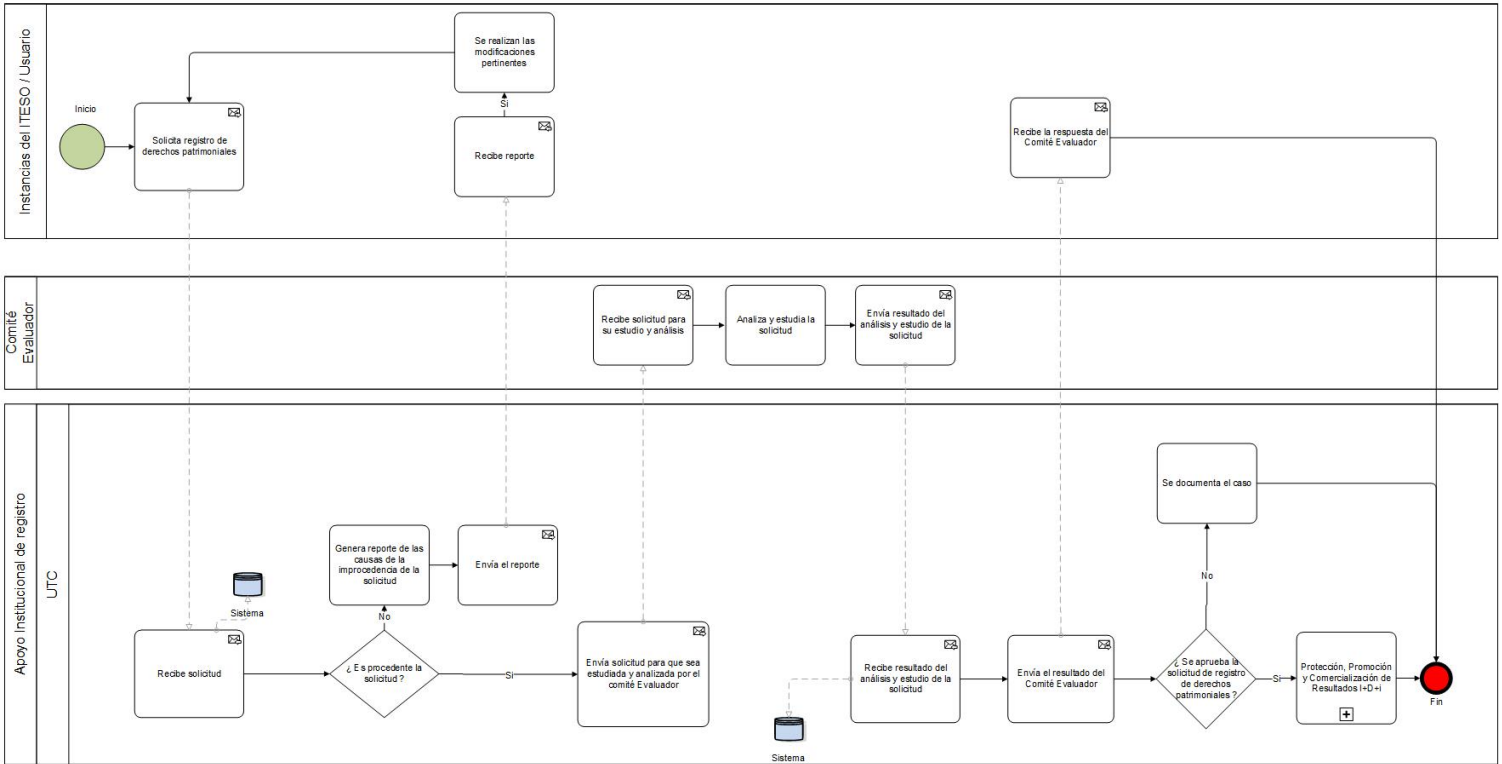 Instancias del ITESO / Usuario
Inicio
Solicita registro de
derechos patrimoniales
Se realizan las
modificaciones
pertinentes
Si
Recibe reporte
Recibe la respuesta del
Comité Evaluador
Comité
Evaluador
Recibe solicitud para
su estudio y análisis
Analiza y estudia la
solicitud
Envía resultado del
análisis y estudio de la
solicitud
Apoyo Institucional de registro
UTC
Recibe solicitud
Sistema
¿ Es procedente la
solicitud ?
No
Genera reporte de las
causas de la
improcedencia de la
solicitud
Envía el reporte
Si
Envía solicitud para que sea
estudiada y analizada por el
comité Evaluador
Sistema
Recibe resultado del
análisis y estudio de la
solicitud
Envía el resultado del
Comité Evaluador
¿ Se aprueba la
solicitud de registro
de derechos
patrimoniales ?
No
Se documenta el caso
Si
Protección, Promoción
y Comercialización de
Resultados I+D+i
Fin